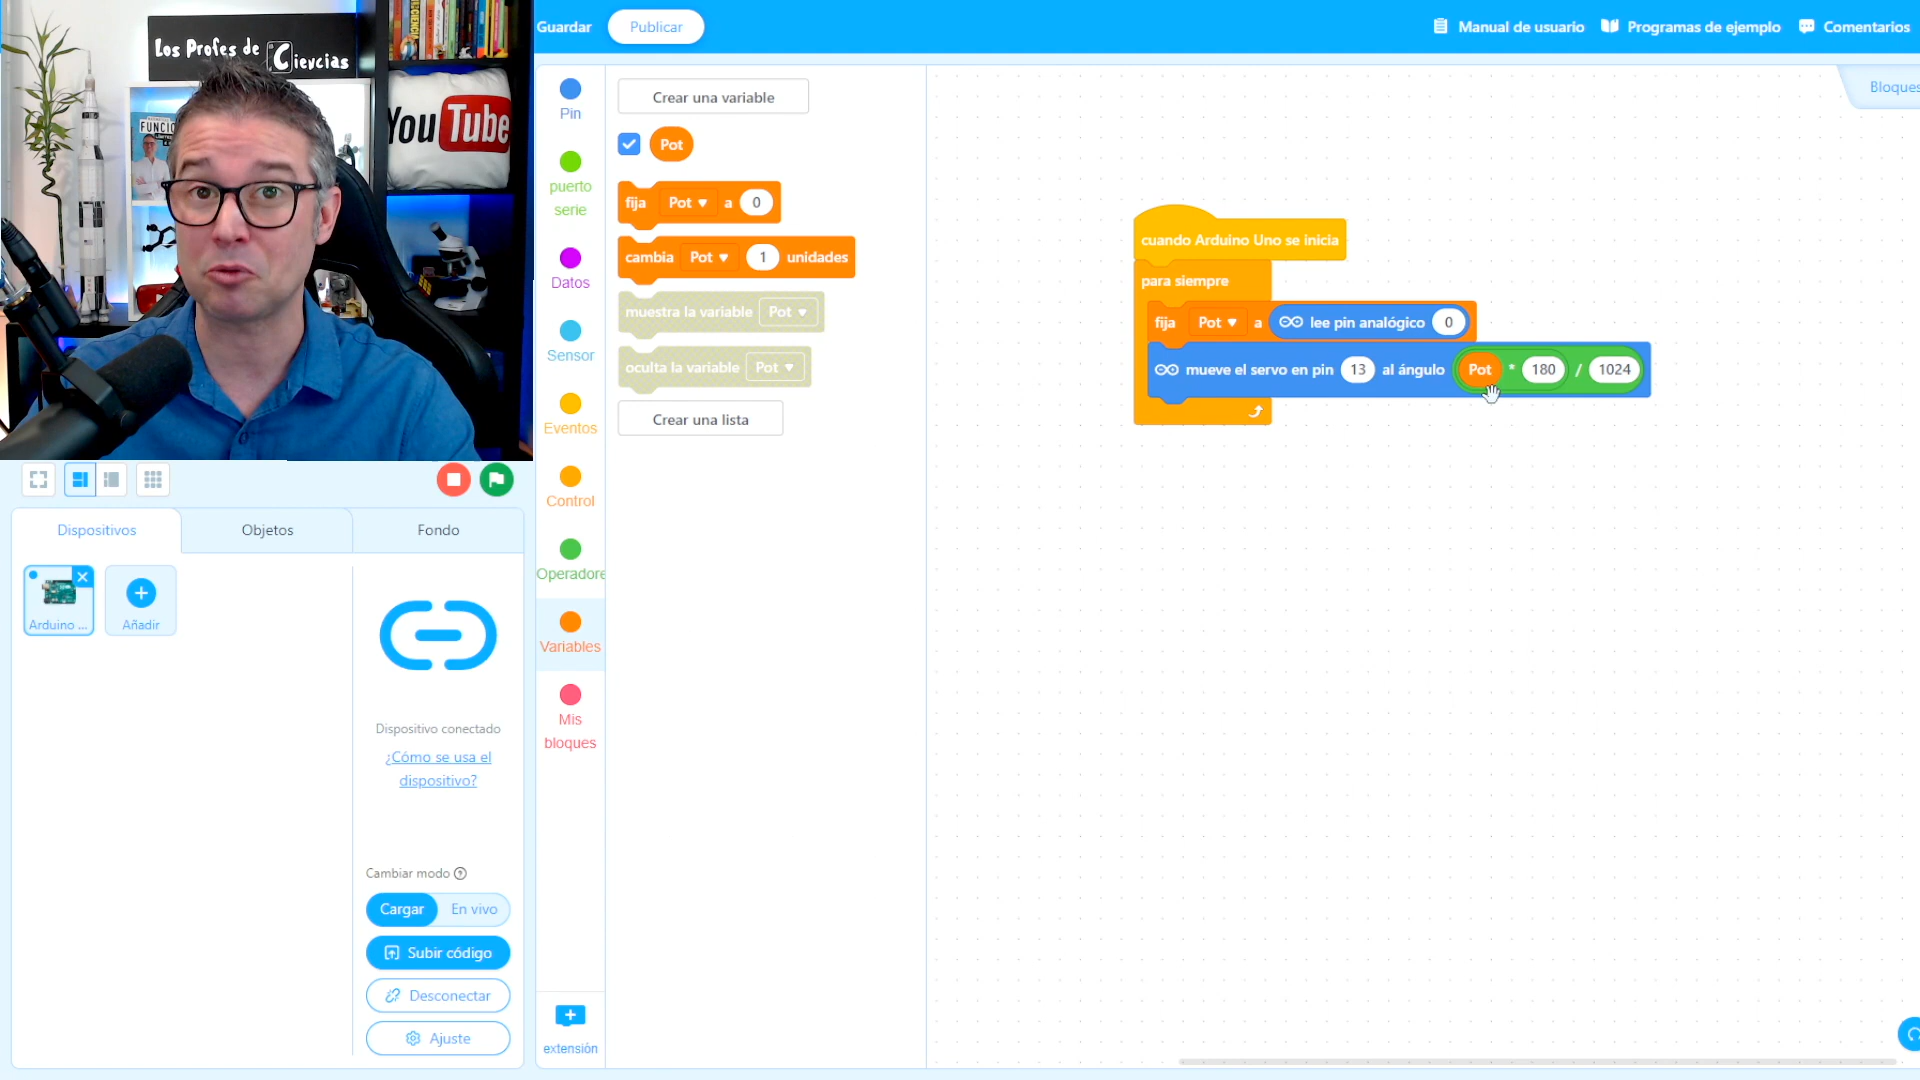 Los Profes de Ciencias
FUNCIO
You Tube
Guardar
Publicar
Manual de usuario
Programas de ejemplo
Comentarios
Pin
puerto
serie
Datos
Sensor
Eventos
Control
Operadore
Variables
Mis
bloques
extensión
Crear una variable
Pot
fija Pot a 0
cambia Pot 1 unidades
muestra la variable Pot
oculta la variable Pot
Crear una lista
Bloques
cuando Arduino Uno se inicia
para siempre
fija Pot a lee pin analógico 0
mueve el servo en pin 13 al ángulo Pot * 180 / 1024
Dispositivos
Objetos
Fondo
Arduino ...
Añadir
Dispositivo conectado
¿Cómo se usa el
dispositivo?
Cambiar modo
Cargar
En vivo
Subir código
Desconectar
Ajuste